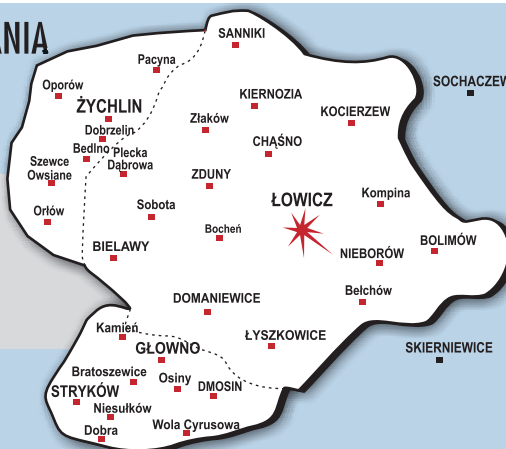 SANNIKI
Pacyna
Oporów
SOCHACZEW
KIERNOZIA
ŻYCHLIN
KOCIERZEW
Złaków
Dobrzelin
CHĄŚNO
Bedlno
Plecka
Dąbrowa
Szewce
Owsiane
ZDUNY
Kompina
ŁOWICZ
Sobota
Orłów
Bocheń
BOLIMÓW
BIELAWY
NIEBORÓW
Bełchów
DOMANIEWICE
Kamień
ŁYSZKOWICE
GŁOWNO
SKIERNIEWICE
Bratoszewice
Osiny
DMOSIN
STRYKÓW
Niesułków
Wola Cyrusowa
Dobra